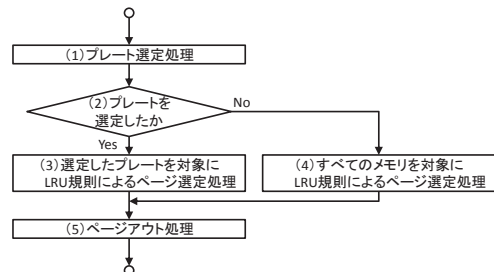 (1)プレート選定処理
(2)プレートを
選定したか
No
Yes
(3)選定したプレートを対象に
LRU規則によるページ選定処理
(4)すべてのメモリを対象に
LRU規則によるページ選定処理
(5)ページアウト処理